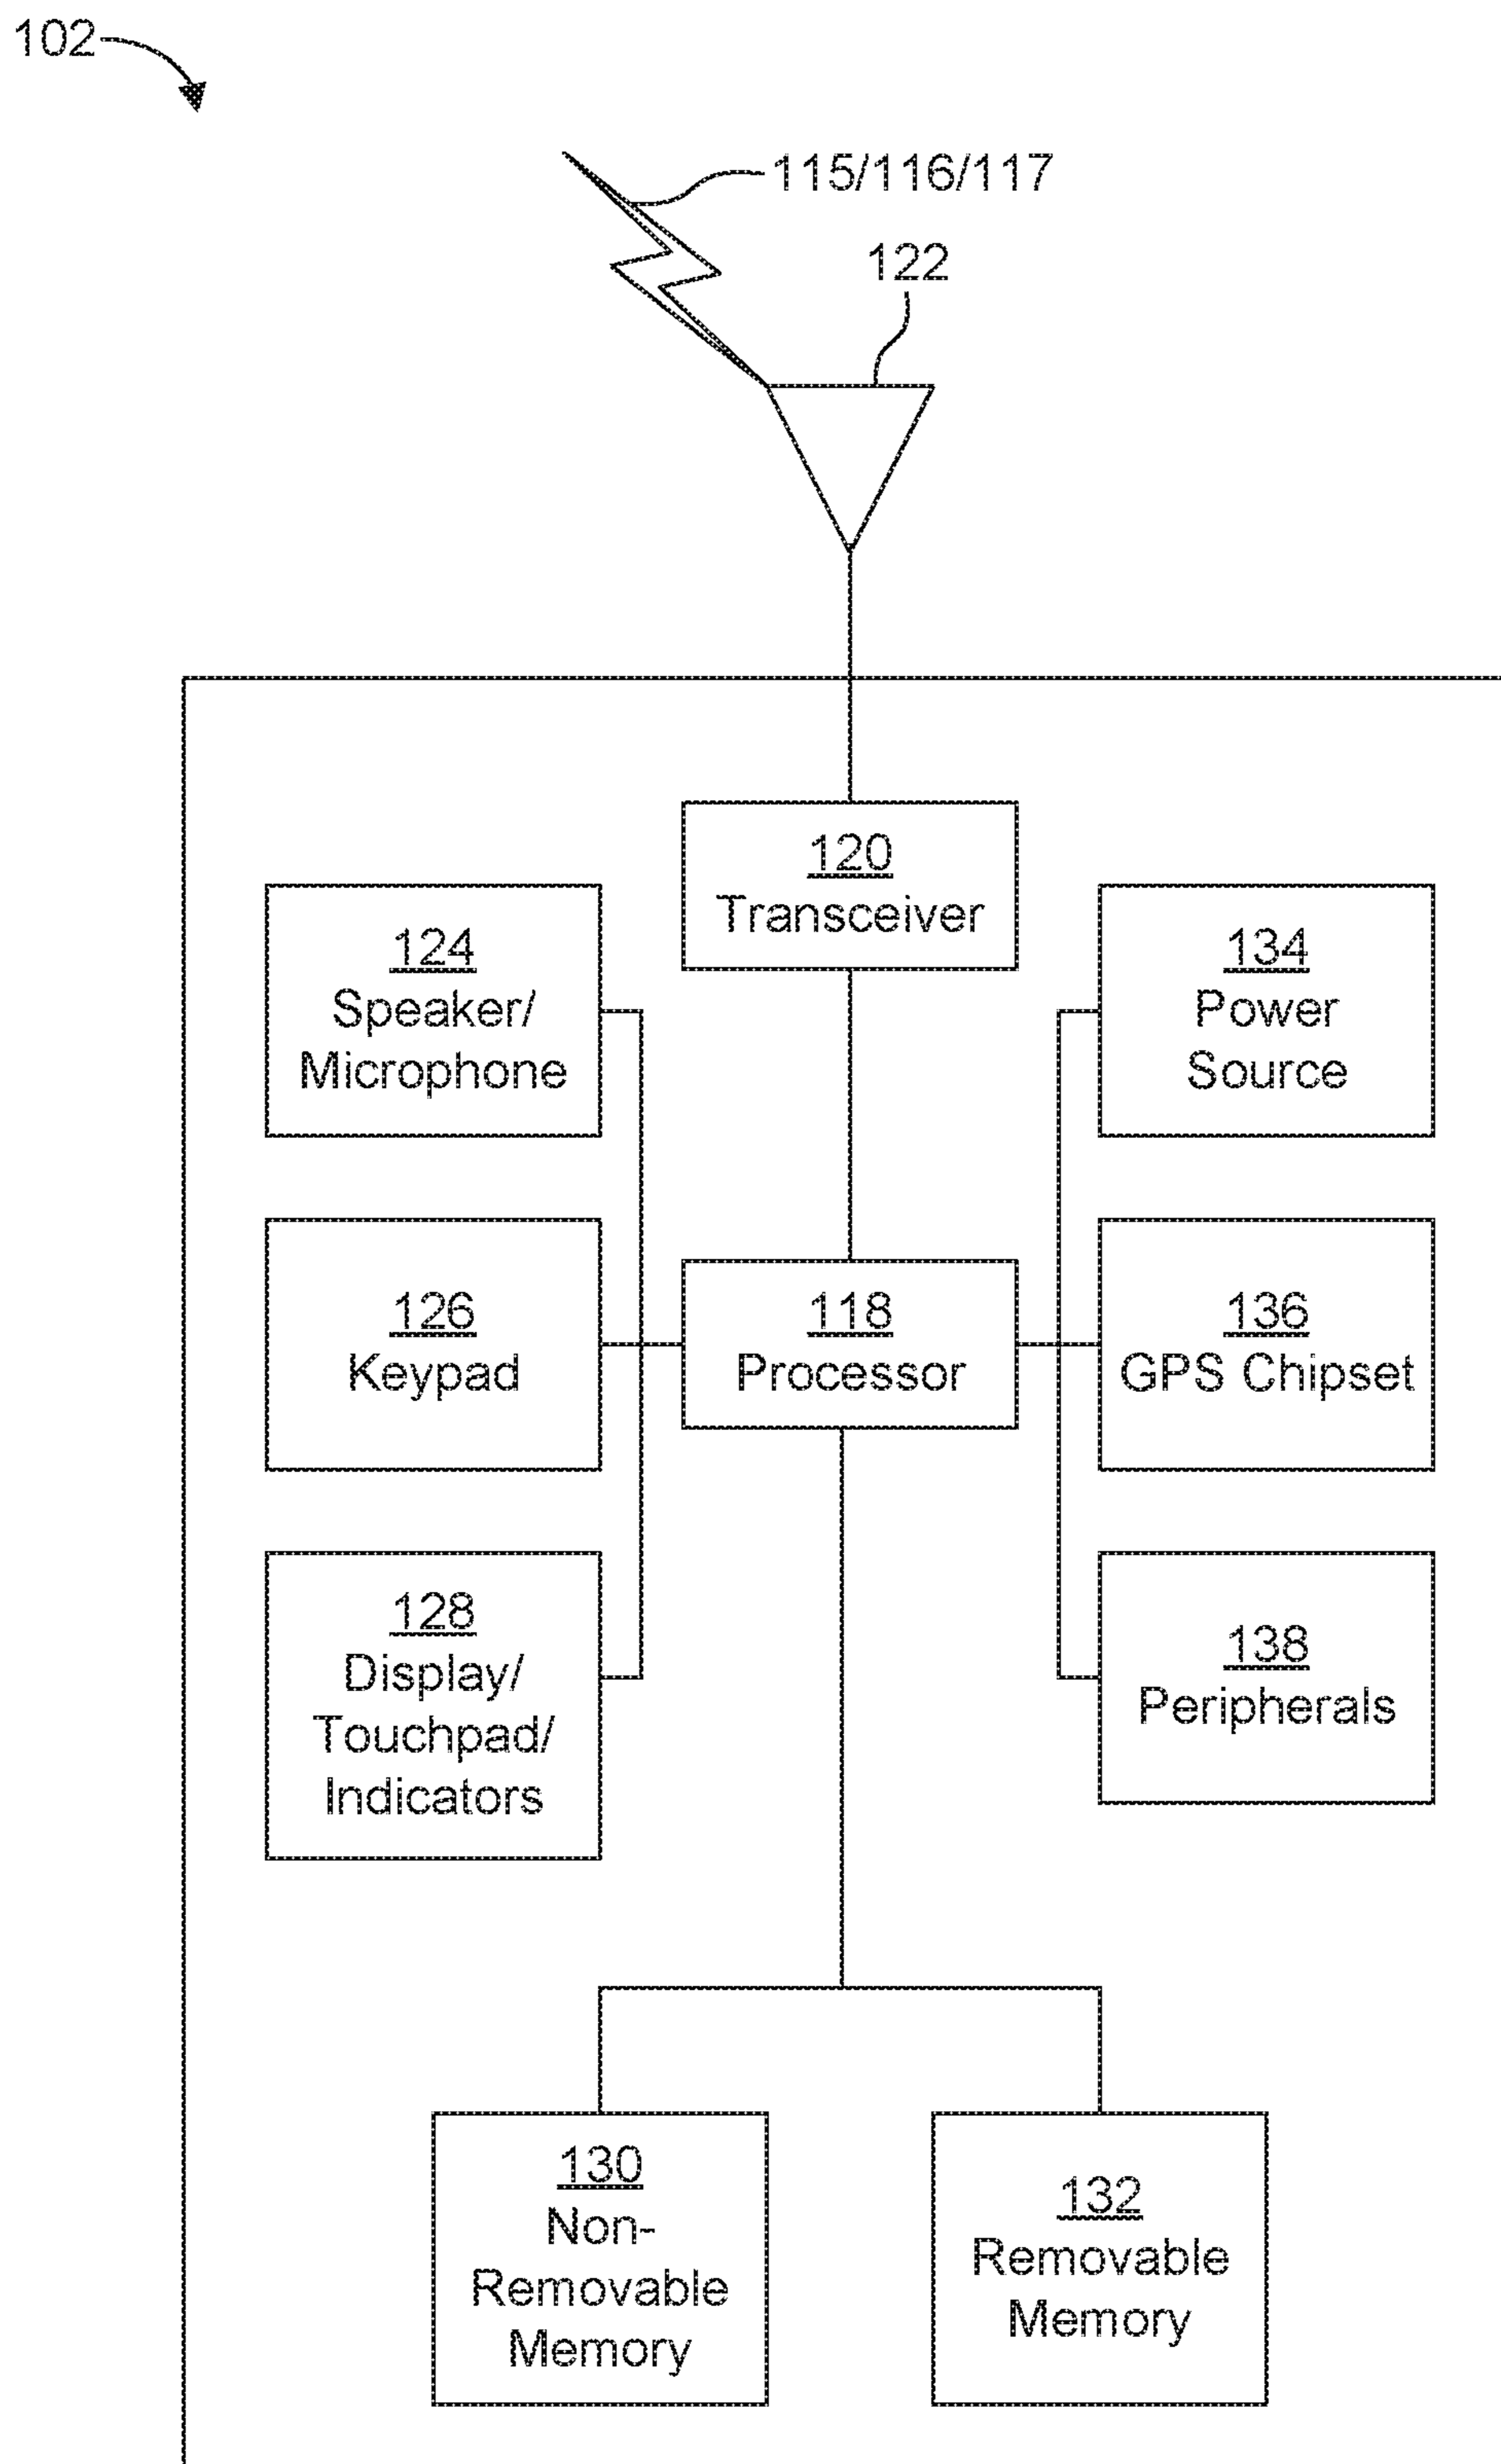 102
115/116/117
122
120
Transceiver
124
Speaker/
Microphone
134
Power
Source
126
Keypad
118
Processor
136
GPS Chipset
128
Display/
Touchpad/
Indicators
138
Peripherals
130
Non-
Removable
Memory
132
Removable
Memory